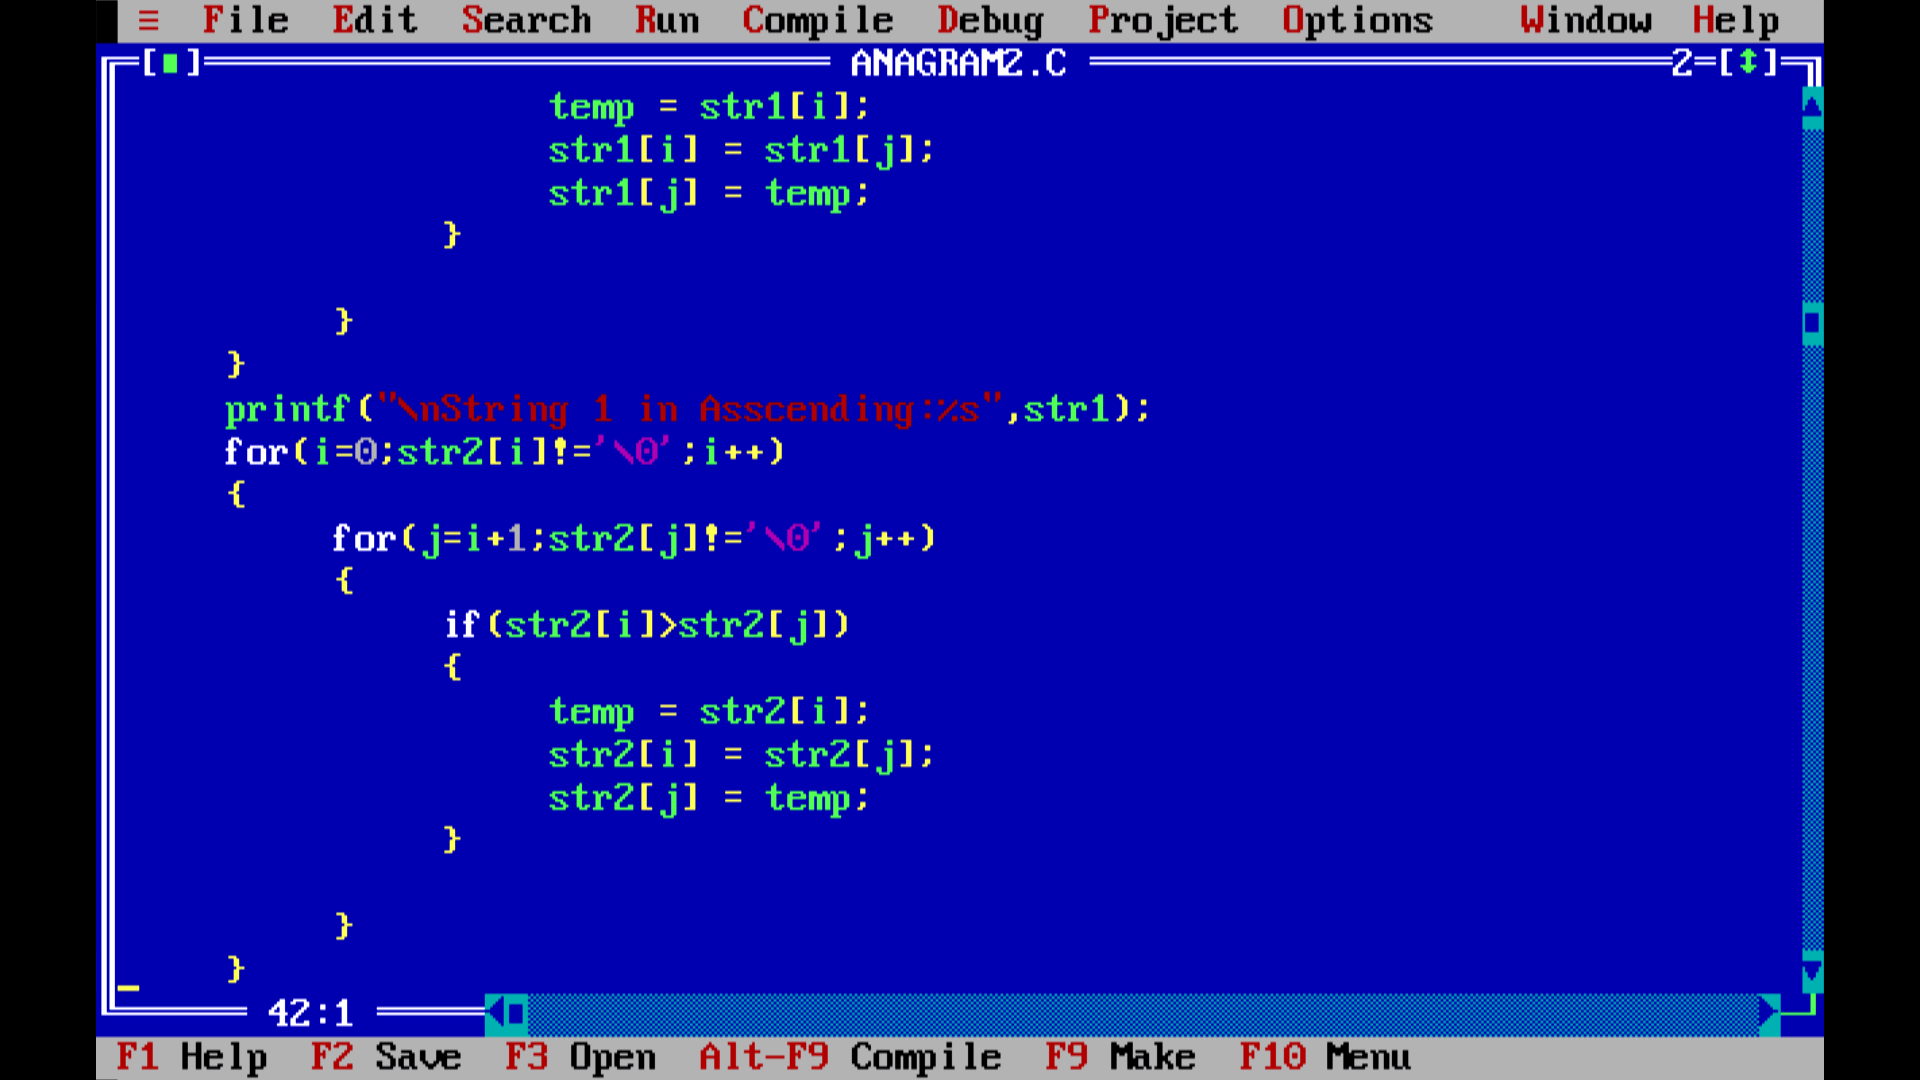 ≡ File Edit Search Run Compile Debug Project Options Window Help
[■] ANAGRAM2.C 2=[↕]
temp = str1[i];
str1[i] = str1[j];
str1[j] = temp;
}
}
}
printf("\nString 1 in Asscending:%s",str1);
for(i=0;str2[i]!='\0';i++)
{
for(j=i+1;str2[j]!='\0';j++)
{
if(str2[i]>str2[j])
{
temp = str2[i];
str2[i] = str2[j];
str2[j] = temp;
}
}
}
42:1
F1 Help F2 Save F3 Open Alt-F9 Compile F9 Make F10 Menu